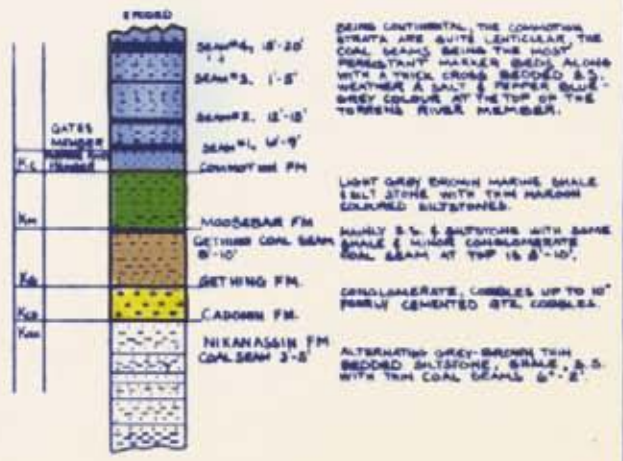 ERODED
SEAM #4, 15'-20'
SEAM #3, 1'-5'
SEAM #2, 12'-15'
SEAM #1, 6'-9'
GATES
MEMBER
MEMBER
COMMOTION FM
MOOSEBAR FM
GETHING COAL SEAM
8'-10'
GETHING FM.
CADOMIN FM.
NIKANASSIN FM
COAL SEAM 3'-5'
Kc
Km
KG
Kcd
BEING CONTINENTAL, THE COMMOTION
STRATA ARE QUITE LENTICULAR, THE
COAL SEAMS BEING THE MOST
PERSISTANT MARKER BEDS ALONG
WITH A THICK CROSS BEDDED S.S.
WEATHER A SALT & PEPPER BLUE-
GREY COLOUR AT THE TOP OF THE
TORRENS RIVER MEMBER.
LIGHT GREY BROWN MARINE SHALE
& SILT STONE WITH THIN MAROON
COLOURED SILTSTONES.
MAINLY S.S. & SILTSTONE WITH SOME
SHALE & MINOR CONGLOMERATE
COAL SEAM AT TOP IS 8'-10'.
CONGLOMERATE, COBBLES UP TO 10"
POORLY CEMENTED QTZ. COBBLES.
ALTERNATING GREY-BROWN THIN
BEDDED SILTSTONE, SHALE, S.S.
WITH THIN COAL SEAMS 6"-2'